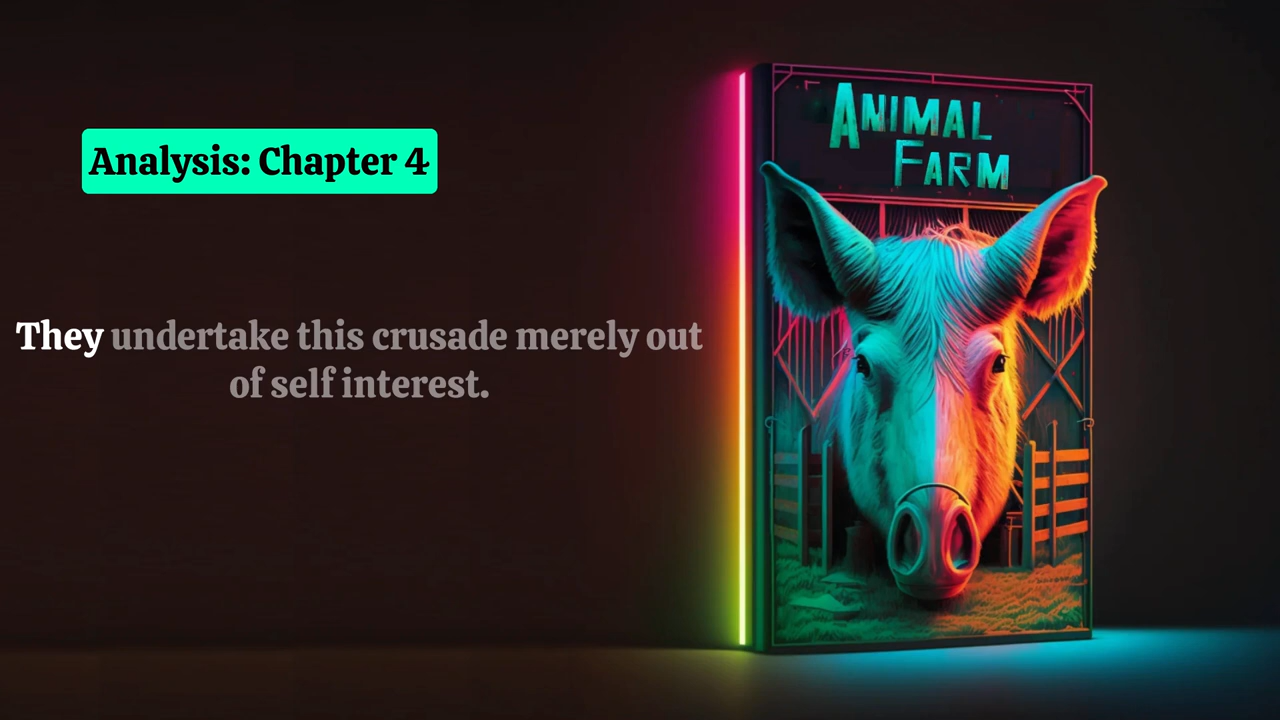 Analysis: Chapter 4
They undertake this crusade merely out
of self interest.
ANIMAL
FARM